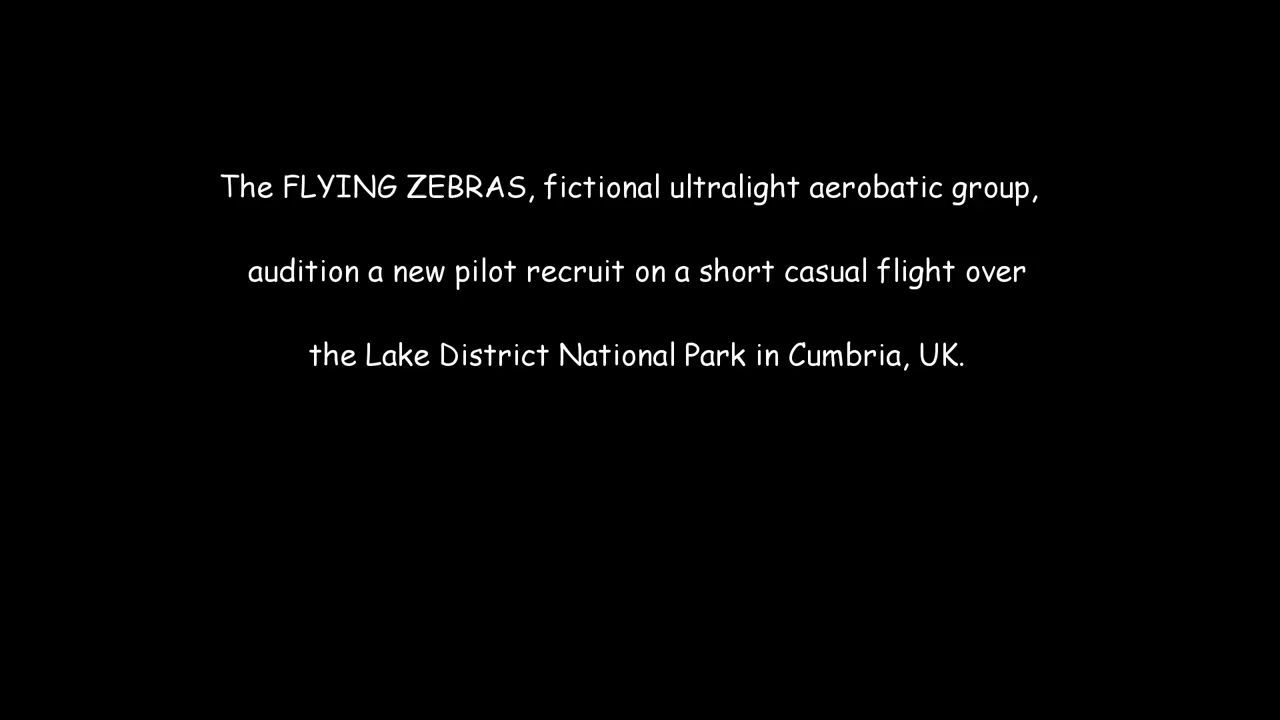 The FLYING ZEBRAS, fictional ultralight aerobatic group,
audition a new pilot recruit on a short casual flight over
the Lake District National Park in Cumbria, UK.